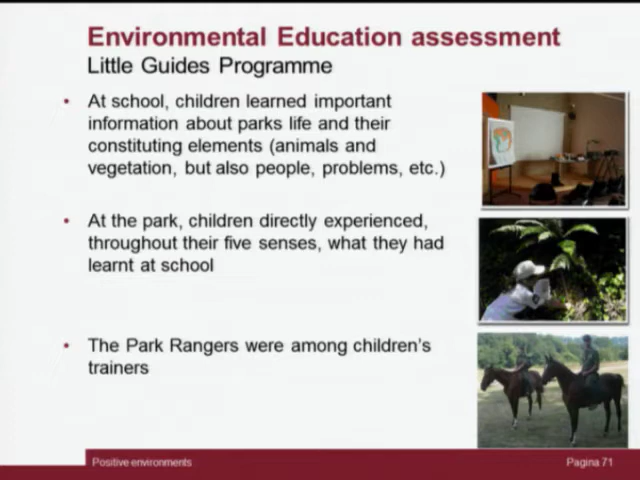 Environmental Education assessment
Little Guides Programme
• At school, children learned important
information about parks life and their
constituting elements (animals and
vegetation, but also people, problems, etc.)
• At the park, children directly experienced,
throughout their five senses, what they had
learnt at school
• The Park Rangers were among children's
trainers
Positive environments
Pagina 71